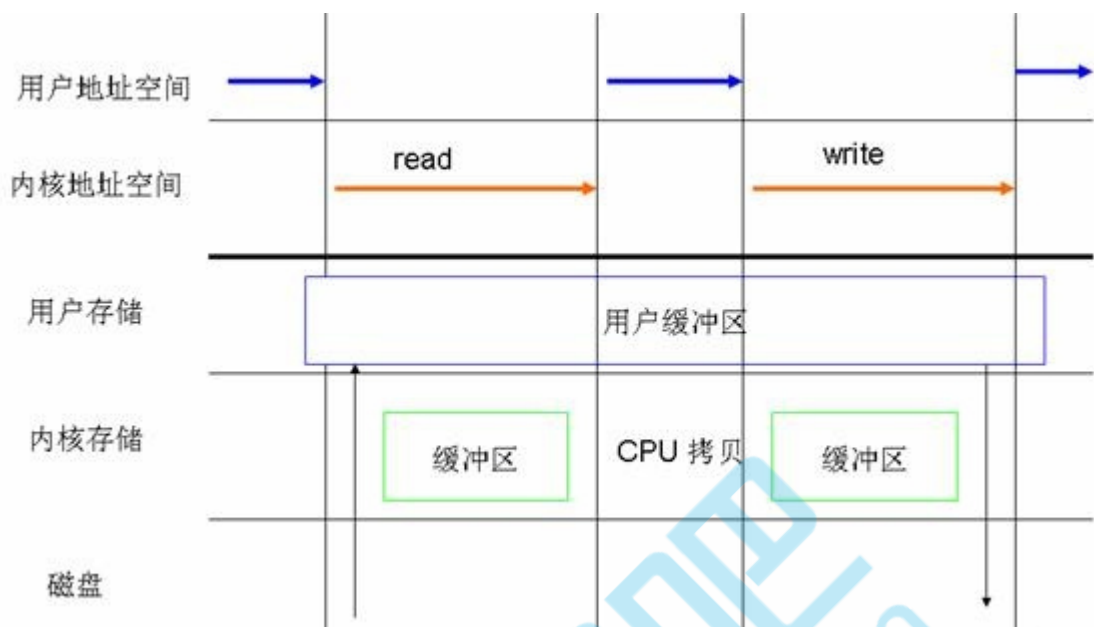 用户地址空间
内核地址空间
read
write
用户存储
用户缓冲区
内核存储
缓冲区
CPU 拷贝
缓冲区
磁盘